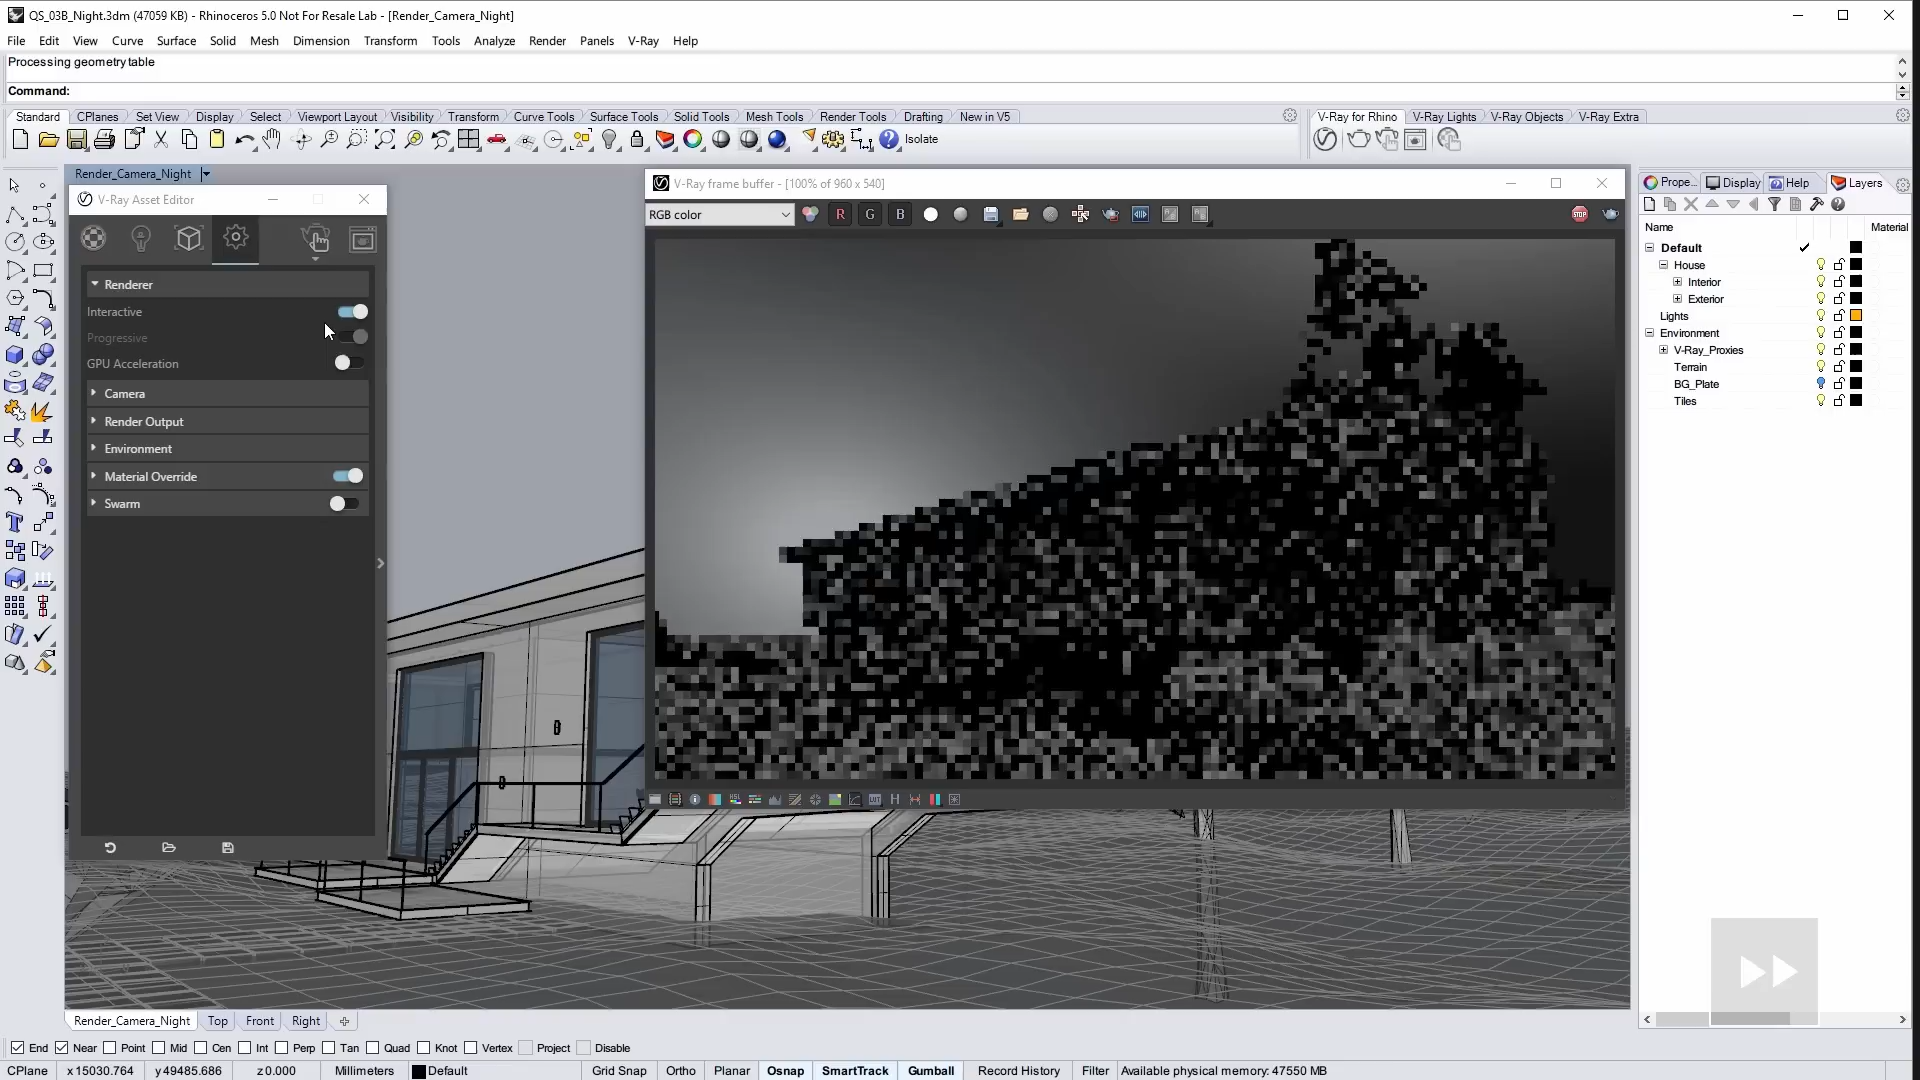 QS_03B_Night.3dm (47059 KB) - Rhinoceros 5.0 Not For Resale Lab - [Render_Camera_Night]
File Edit View Curve Surface Solid Mesh Dimension Transform Tools Analyze Render Panels V-Ray Help
Processing geometry table
Command:
Standard CPlanes Set View Display Select Viewport Layout Visibility Transform Curve Tools Surface Tools Solid Tools Mesh Tools Render Tools Drafting New in V5
V-Ray for Rhino V-Ray Lights V-Ray Objects V-Ray Extra
Isolate
Render_Camera_Night
V-Ray Asset Editor
Renderer
Interactive
Progressive
GPU Acceleration
Camera
Render Output
Environment
Material Override
Swarm
V-Ray frame buffer - [100% of 960 x 540]
RGB color
R G B
STOP
HSL
LUT
H
Prope... Display Help Layers
Name Material
Default
House
Interior
Exterior
Lights
Environment
V-Ray_Proxies
Terrain
BG_Plate
Tiles
Render_Camera_Night Top Front Right
End Near Point Mid Cen Int Perp Tan Quad Knot Vertex Project Disable
CPlane x 15030.764 y 49485.686 z 0.000 Millimeters Default Grid Snap Ortho Planar Osnap SmartTrack Gumball Record History Filter Available physical memory: 47550 MB